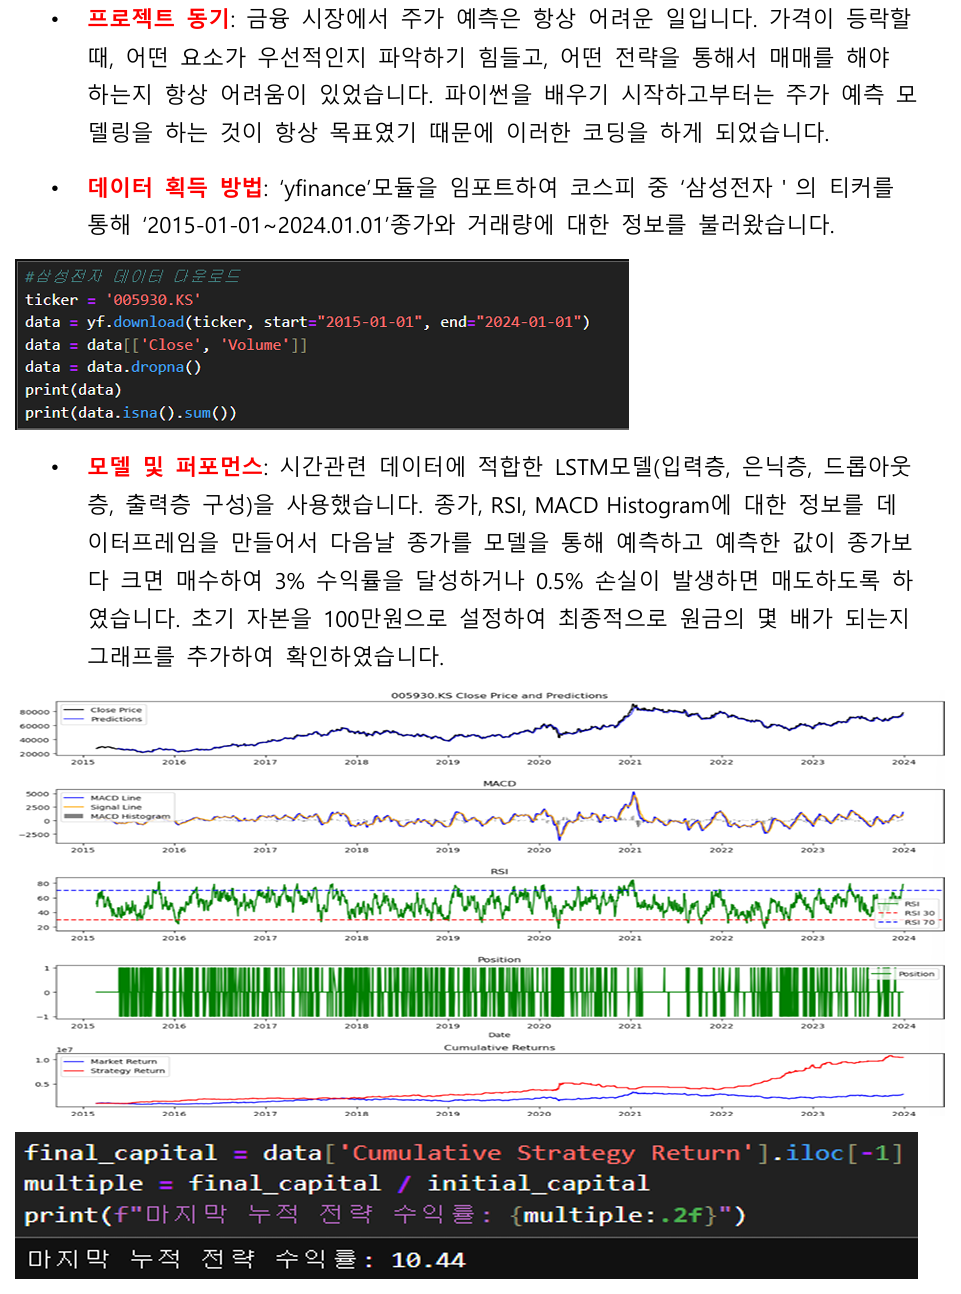 • 프로젝트 동기: 금융 시장에서 주가 예측은 항상 어려운 일입니다. 가격이 등락할
때, 어떤 요소가 우선적인지 파악하기 힘들고, 어떤 전략을 통해서 매매를 해야
하는지 항상 어려움이 있었습니다. 파이썬을 배우기 시작하고부터는 주가 예측 모
델링을 하는 것이 항상 목표였기 때문에 이러한 코딩을 하게 되었습니다.
• 데이터 획득 방법: ‘yfinance’모듈을 임포트하여 코스피 중 ‘삼성전자 ' 의 티커를
통해 ‘2015-01-01~2024.01.01’종가와 거래량에 대한 정보를 불러왔습니다.
#삼성전자 데이터 다운로드
ticker = '005930.KS'
data = yf.download(ticker, start="2015-01-01", end="2024-01-01")
data = data[['Close', 'Volume']]
data = data.dropna()
print(data)
print(data.isna().sum())
• 모델 및 퍼포먼스: 시간관련 데이터에 적합한 LSTM모델(입력층, 은닉층, 드롭아웃
층, 출력층 구성)을 사용했습니다. 종가, RSI, MACD Histogram에 대한 정보를 데
이터프레임을 만들어서 다음날 종가를 모델을 통해 예측하고 예측한 값이 종가보
다 크면 매수하여 3% 수익률을 달성하거나 0.5% 손실이 발생하면 매도하도록 하
였습니다. 초기 자본을 100만원으로 설정하여 최종적으로 원금의 몇 배가 되는지
그래프를 추가하여 확인하였습니다.
005930.KS Close Price and Predictions
80000
60000
40000
20000
Close Price
Predictions
2015 2016 2017 2018 2019 2020 2021 2022 2023 2024
MACD
5000
2500
0
−2500
MACD Line
Signal Line
MACD Histogram
2015 2016 2017 2018 2019 2020 2021 2022 2023 2024
RSI
80
60
40
20
RSI
RSI 30
RSI 70
2015 2016 2017 2018 2019 2020 2021 2022 2023 2024
Position
1
0
−1
Position
2015 2016 2017 2018 2019 2020 2021 2022 2023 2024
Date
Cumulative Returns
1e7
1.0
0.5
Market Return
Strategy Return
2015 2016 2017 2018 2019 2020 2021 2022 2023 2024
final_capital = data['Cumulative Strategy Return'].iloc[-1]
multiple = final_capital / initial_capital
print(f"마지막 누적 전략 수익률: {multiple:.2f}")
마지막 누적 전략 수익률: 10.44